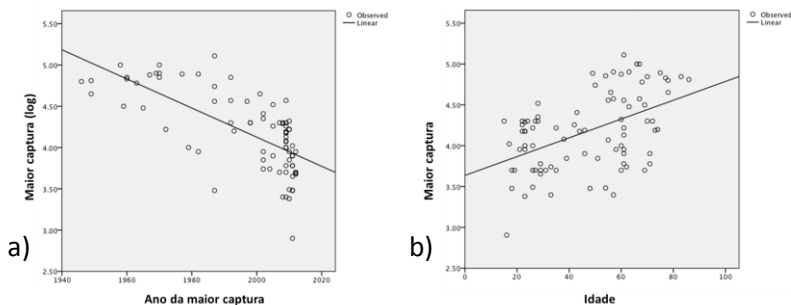 Observed
Linear
5.50
5.00
4.50
4.00
3.50
3.00
2.50
Maior captura (log)
1940 1960 1980 2000 2020
Ano da maior captura
a)
Observed
Linear
5.50
5.00
4.50
4.00
3.50
3.00
2.50
Maior captura
0 20 40 60 80 100
Idade
b)